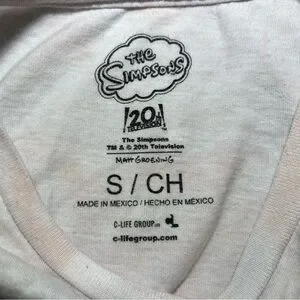 THE
SIMPSONS
20
TELEVISION
The Simpsons
TM & © 20th Television
MATT GROENING
S / CH
MADE IN MEXICO / HECHO EN MÉXICO
C-LIFE GROUP
c-lifegroup.com